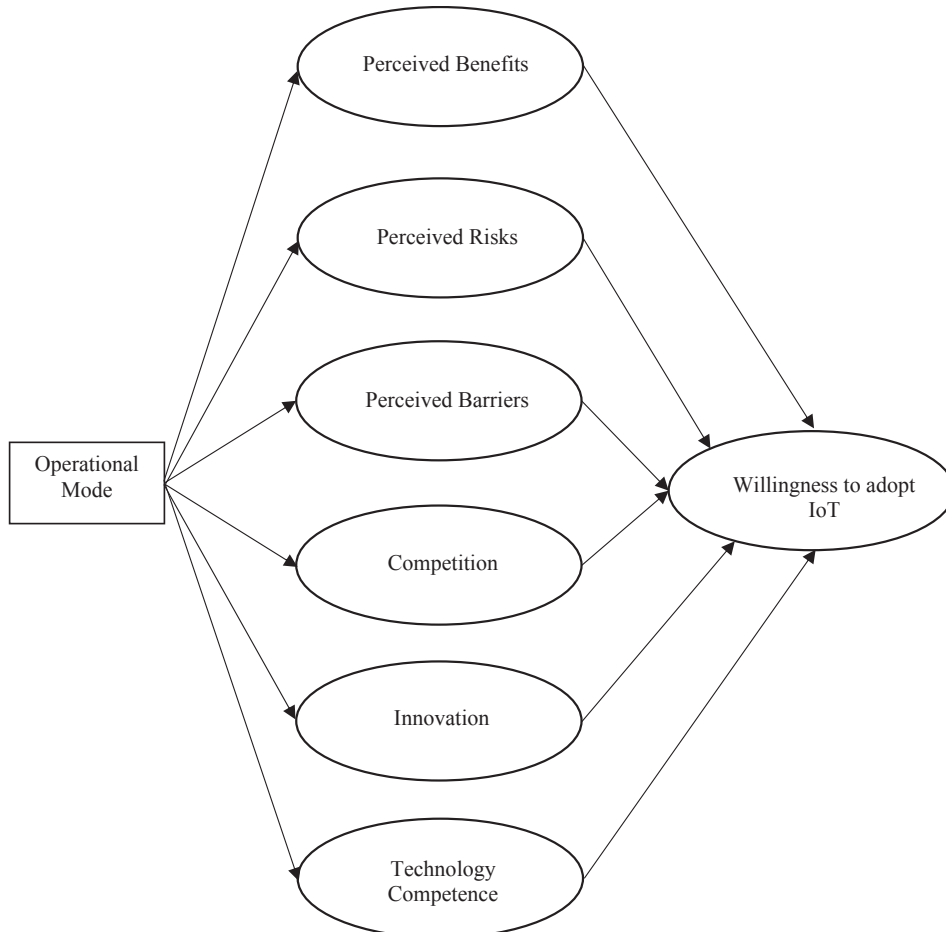 Perceived Benefits
Perceived Risks
Perceived Barriers
Operational
Mode
Willingness to adopt
IoT
Competition
Innovation
Technology
Competence